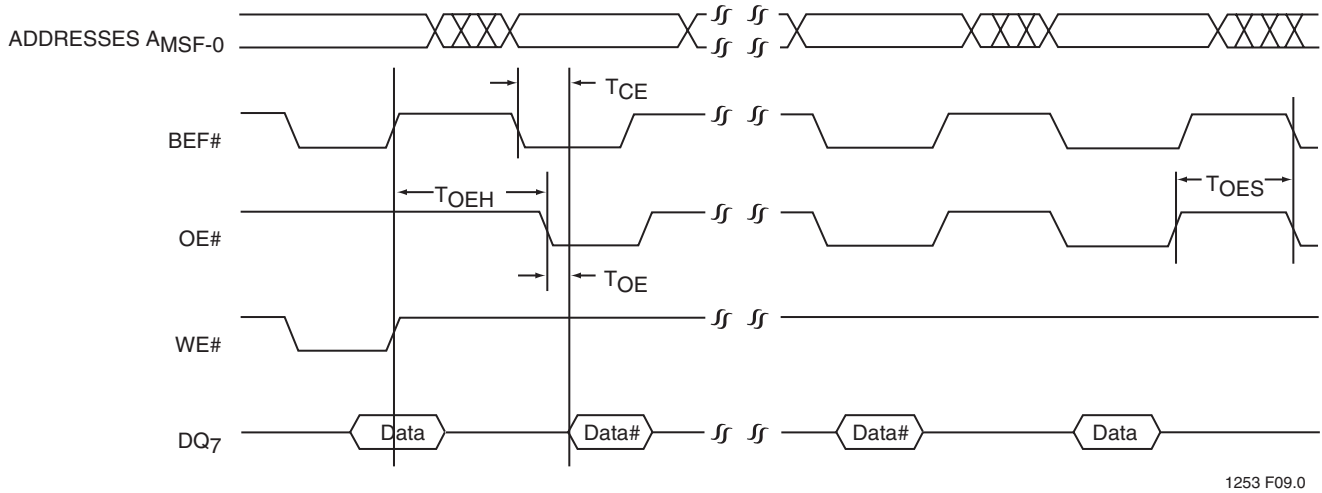 ADDRESSES AMSF-0
TCE
BEF#
TOEH
TOES
OE#
TOE
WE#
DQ7
Data
Data#
Data#
Data
1253 F09.0